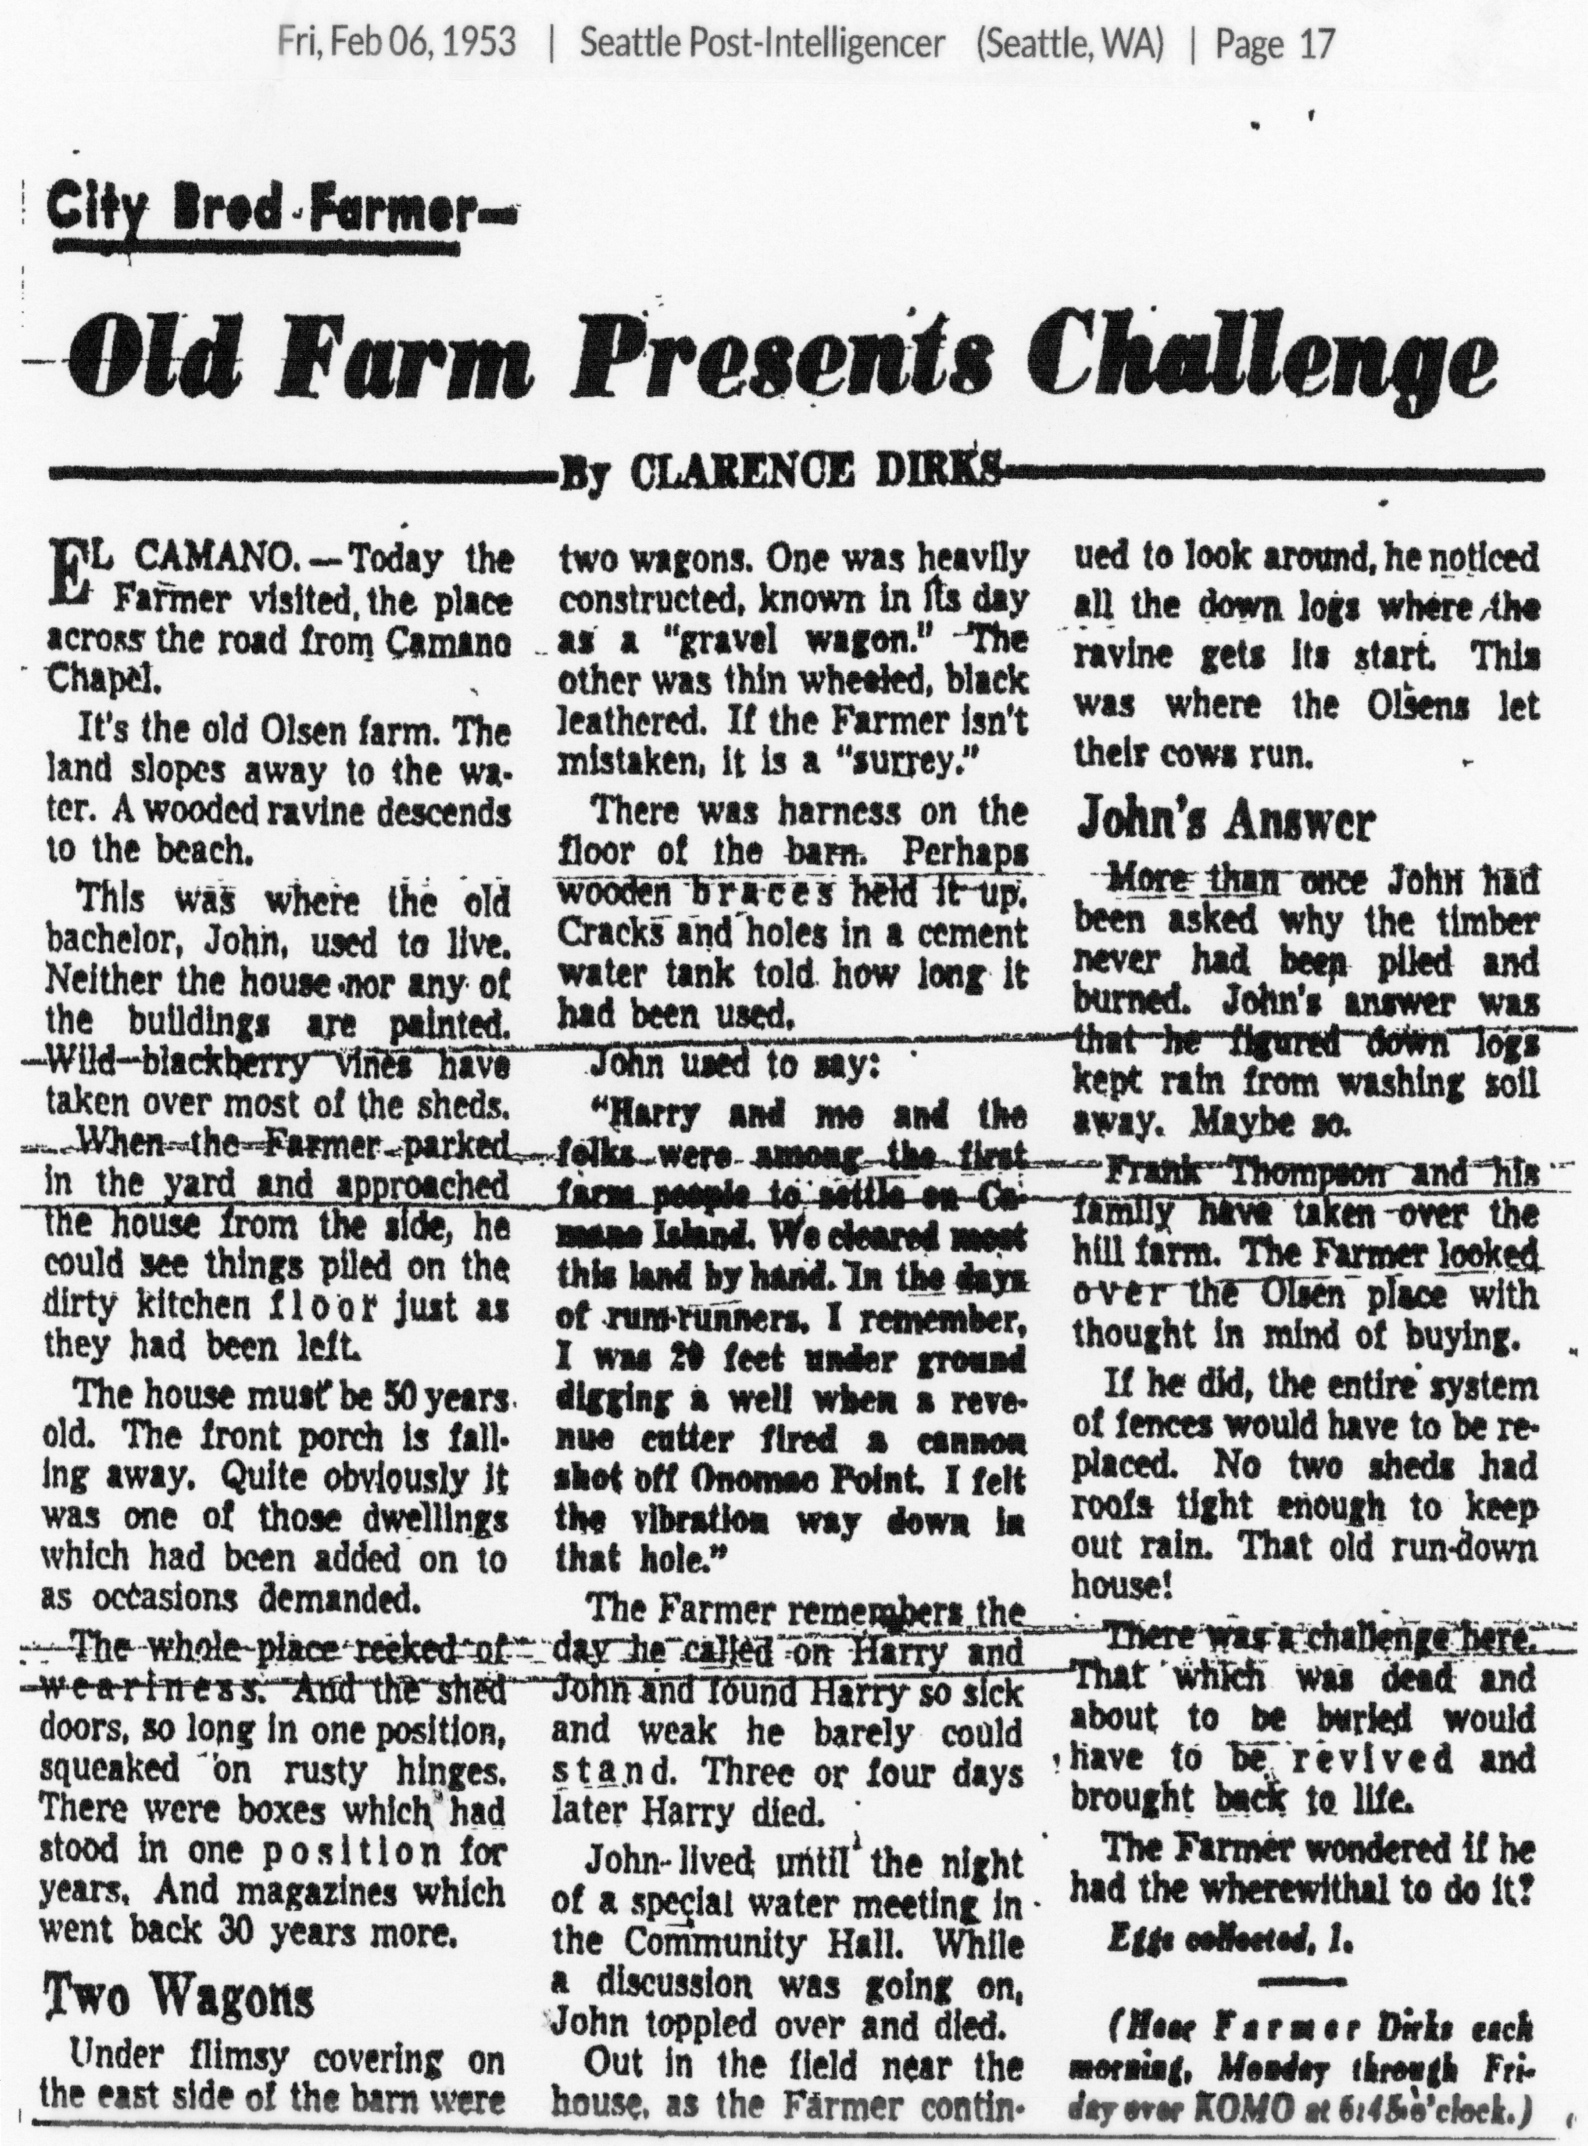 Fri, Feb 06, 1953 | Seattle Post-Intelligencer (Seattle, WA) | Page 17
City Bred Farmer—
Old Farm Presents Challenge
By CLARENCE DIRKS
EL CAMANO.—Today the
Farmer visited the place
across the road from Camano
Chapel.
It's the old Olsen farm. The
land slopes away to the wa-
ter. A wooded ravine descends
to the beach.
This was where the old
bachelor, John, used to live.
Neither the house nor any of
the buildings are painted.
Wild blackberry vines have
taken over most of the sheds.
When the Farmer parked
in the yard and approached
the house from the side, he
could see things piled on the
dirty kitchen floor just as
they had been left.
The house must be 50 years
old. The front porch is fall-
ing away. Quite obviously it
was one of those dwellings
which had been added on to
as occasions demanded.
The whole place reeked of
weariness. And the shed
doors, so long in one position,
squeaked on rusty hinges.
There were boxes which had
stood in one position for
years. And magazines which
went back 30 years more.
Two Wagons
Under flimsy covering on
the east side of the barn were
two wagons. One was heavily
constructed, known in its day
as a "gravel wagon." The
other was thin wheeled, black
leathered. If the Farmer isn't
mistaken, it is a "surrey."
There was harness on the
floor of the barn. Perhaps
wooden braces held it up.
Cracks and holes in a cement
water tank told how long it
had been used.
John used to say:
"Harry and me and the
folks were among the first
farm people to settle on Ca-
mano Island. We cleared most
this land by hand. In the days
of rum-runners, I remember,
I was 20 feet under ground
digging a well when a reve-
nue cutter fired a cannon
shot off Onomac Point. I felt
the vibration way down in
that hole."
The Farmer remembers the
day he called on Harry and
John and found Harry so sick
and weak he barely could
stand. Three or four days
later Harry died.
John lived until the night
of a special water meeting in
the Community Hall. While
a discussion was going on,
John toppled over and died.
Out in the field near the
house, as the Farmer contin-
ued to look around, he noticed
all the down logs where the
ravine gets its start. This
was where the Olsens let
their cows run.
John's Answer
More than once John had
been asked why the timber
never had been piled and
burned. John's answer was
that he figured down logs
kept rain from washing soil
away. Maybe so.
Frank Thompson and his
family have taken over the
hill farm. The Farmer looked
over the Olsen place with
thought in mind of buying.
If he did, the entire system
of fences would have to be re-
placed. No two sheds had
roofs tight enough to keep
out rain. That old run-down
house!
There was a challenge here.
That which was dead and
about to be buried would
have to be revived and
brought back to life.
The Farmer wondered if he
had the wherewithal to do it?
Eggs collected, 1.
(Hear Farmer Dirks each
morning, Monday through Fri-
day over KOMO at 6:45 o'clock.)